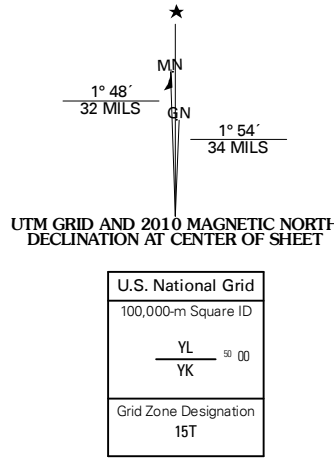 ★
MN
1° 48´
32 MILS
GN
1° 54´
34 MILS
UTM GRID AND 2010 MAGNETIC NORTH
DECLINATION AT CENTER OF SHEET
U.S. National Grid
100,000-m Square ID
YL
50 00
YK
Grid Zone Designation
15T